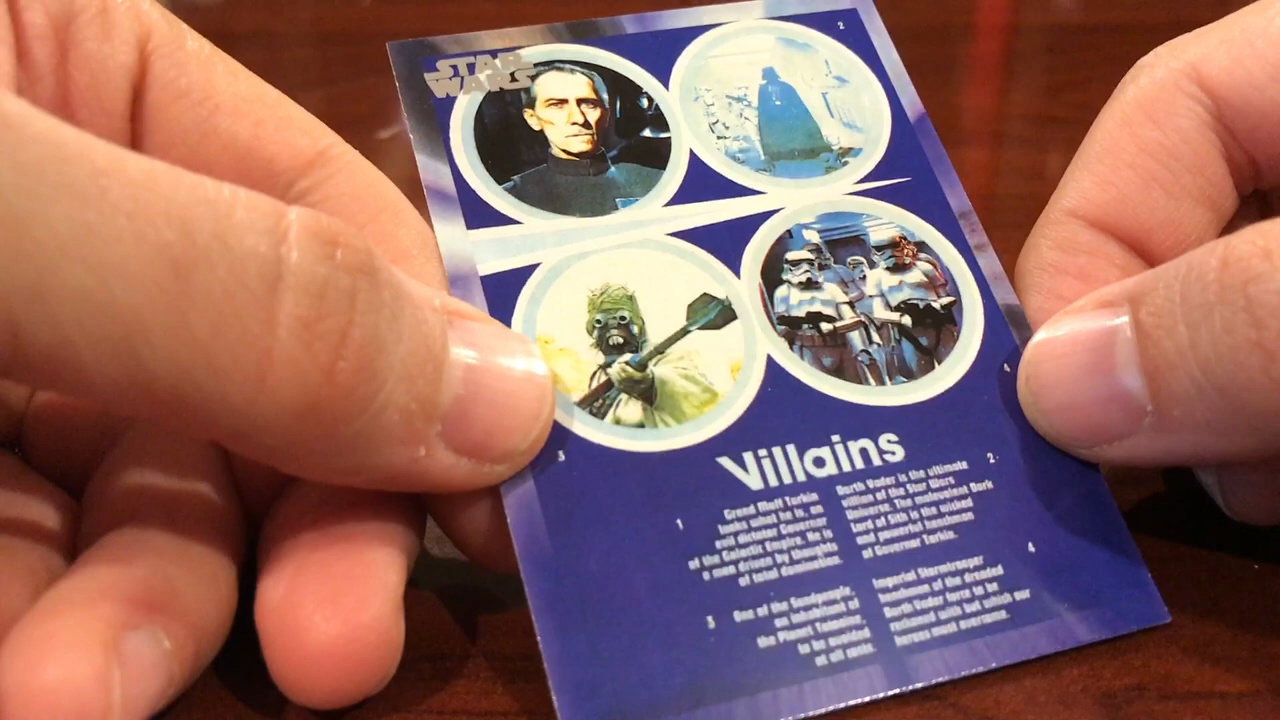 STAR
WARS
2
3
4
Villains
1
Grand Moff Tarkin
looks what he is, an
evil dictator Governor
of the Galactic Empire. He is
a man driven by thoughts
of total domination.
2
Darth Vader is the ultimate
villian of the Star Wars
Universe. The malevolent Dark
Lord of Sith is the wicked
and powerful henchman
of Governor Tarkin.
3
One of the Sandpeople,
an inhabitant of
the Planet Tatooine,
to be avoided
at all costs.
4
Imperial Stormtrooper
henchmen of the dreaded
Darth Vader force to be
reckoned with but which our
heroes must overcome.